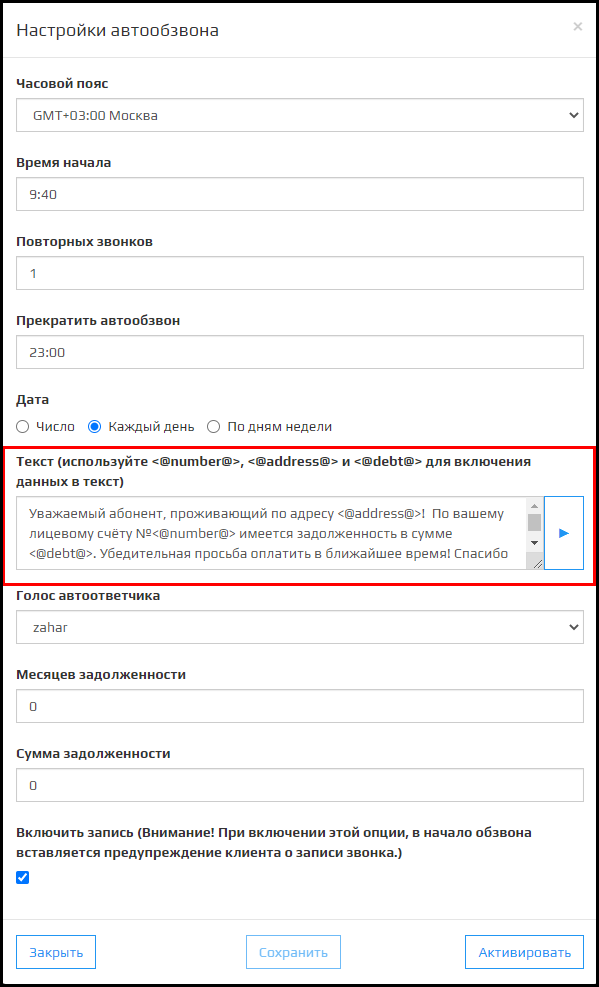 Настройки автообзвона
×
Часовой пояс
GMT+03:00 Москва
Время начала
9:40
Повторных звонков
1
Прекратить автообзвон
23:00
Дата
Число Каждый день По дням недели
Текст (используйте <@number@>, <@address@> и <@debt@> для включения
данных в текст)
Уважаемый абонент, проживающий по адресу <@address@>! По вашему
лицевому счёту №<@number@> имеется задолженность в сумме
<@debt@>. Убедительная просьба оплатить в ближайшее время! Спасибо
Голос автоответчика
zahar
Месяцев задолженности
0
Сумма задолженности
0
Включить запись (Внимание! При включении этой опции, в начало обзвона
вставляется предупреждение клиента о записи звонка.)
Закрыть Сохранить Активировать